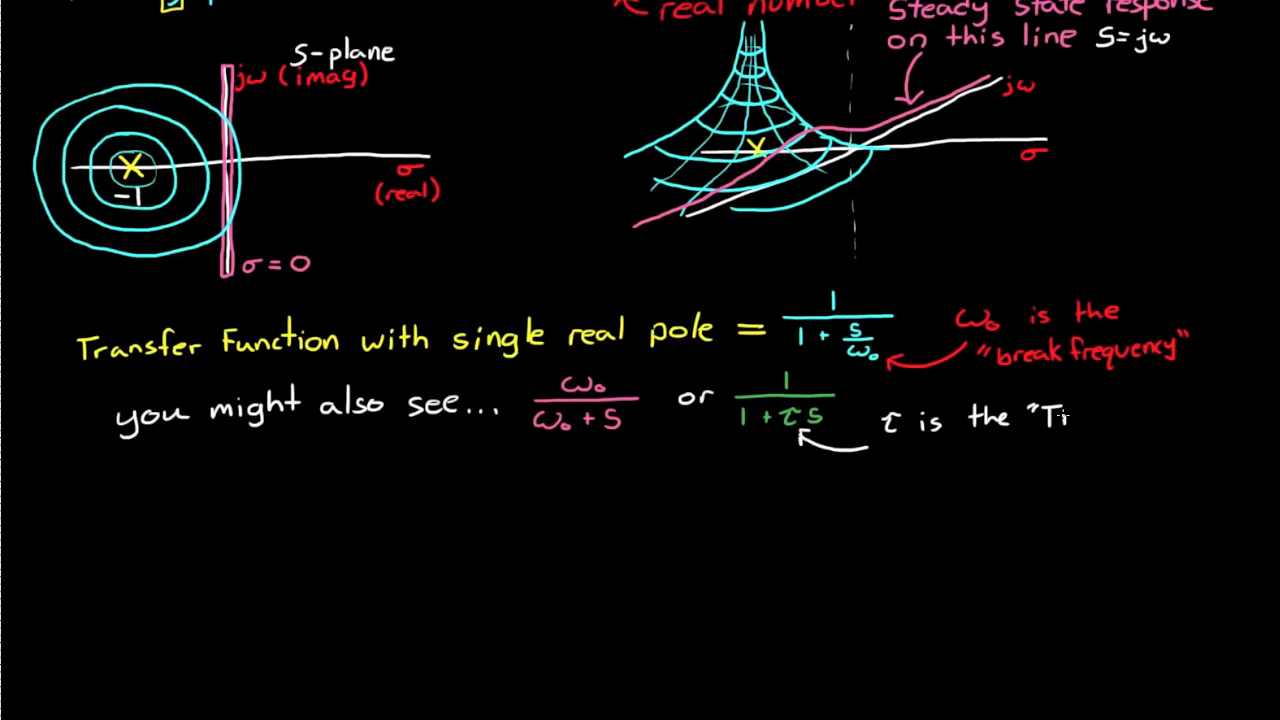 real number
Steady State response
on this line S=jω
S-plane
jω (imag)
jω
X
-1
σ
(real)
σ = 0
X
σ
Transfer Function with single real pole = 1 / (1 + S/ω₀)
ω₀ is the
"break frequency"
you might also see... ω₀ / (ω₀ + S) or 1 / (1 + τS)
τ is the "Ti